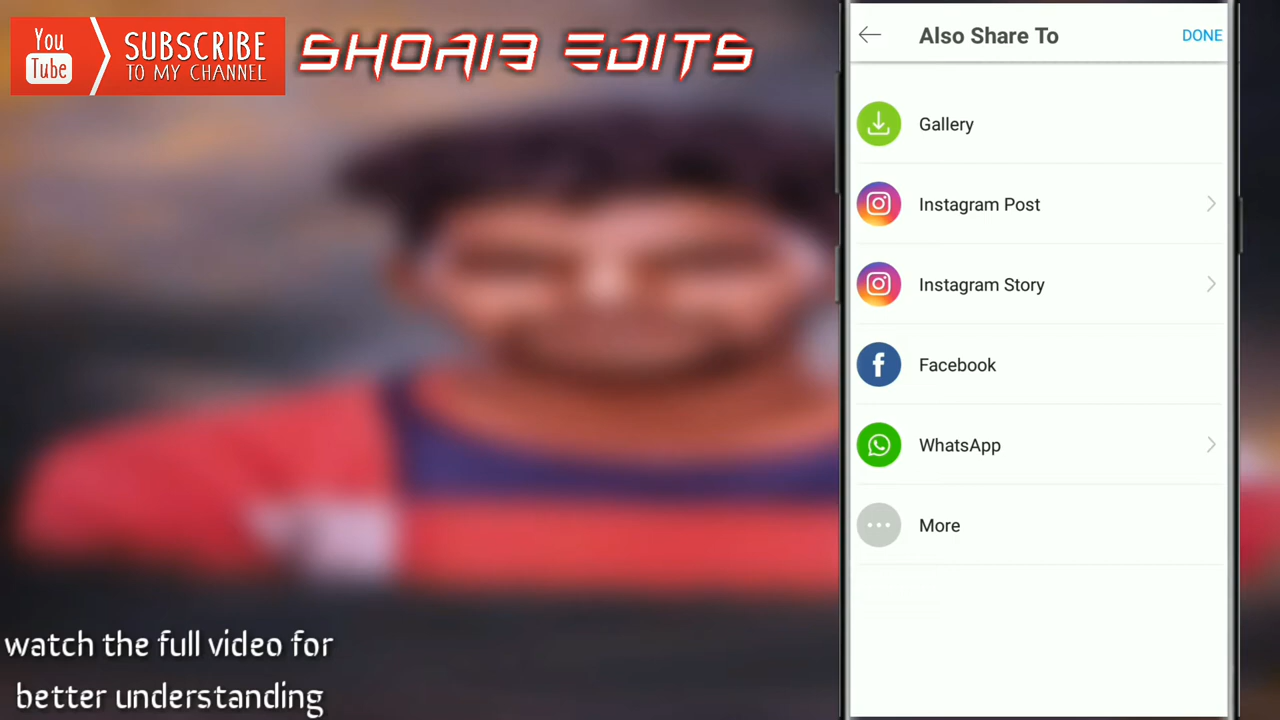 You
Tube
SUBSCRIBE
TO MY CHANNEL
SHOAIB EDITS
Also Share To
DONE
Gallery
Instagram Post
Instagram Story
Facebook
WhatsApp
More
watch the full video for
better understanding